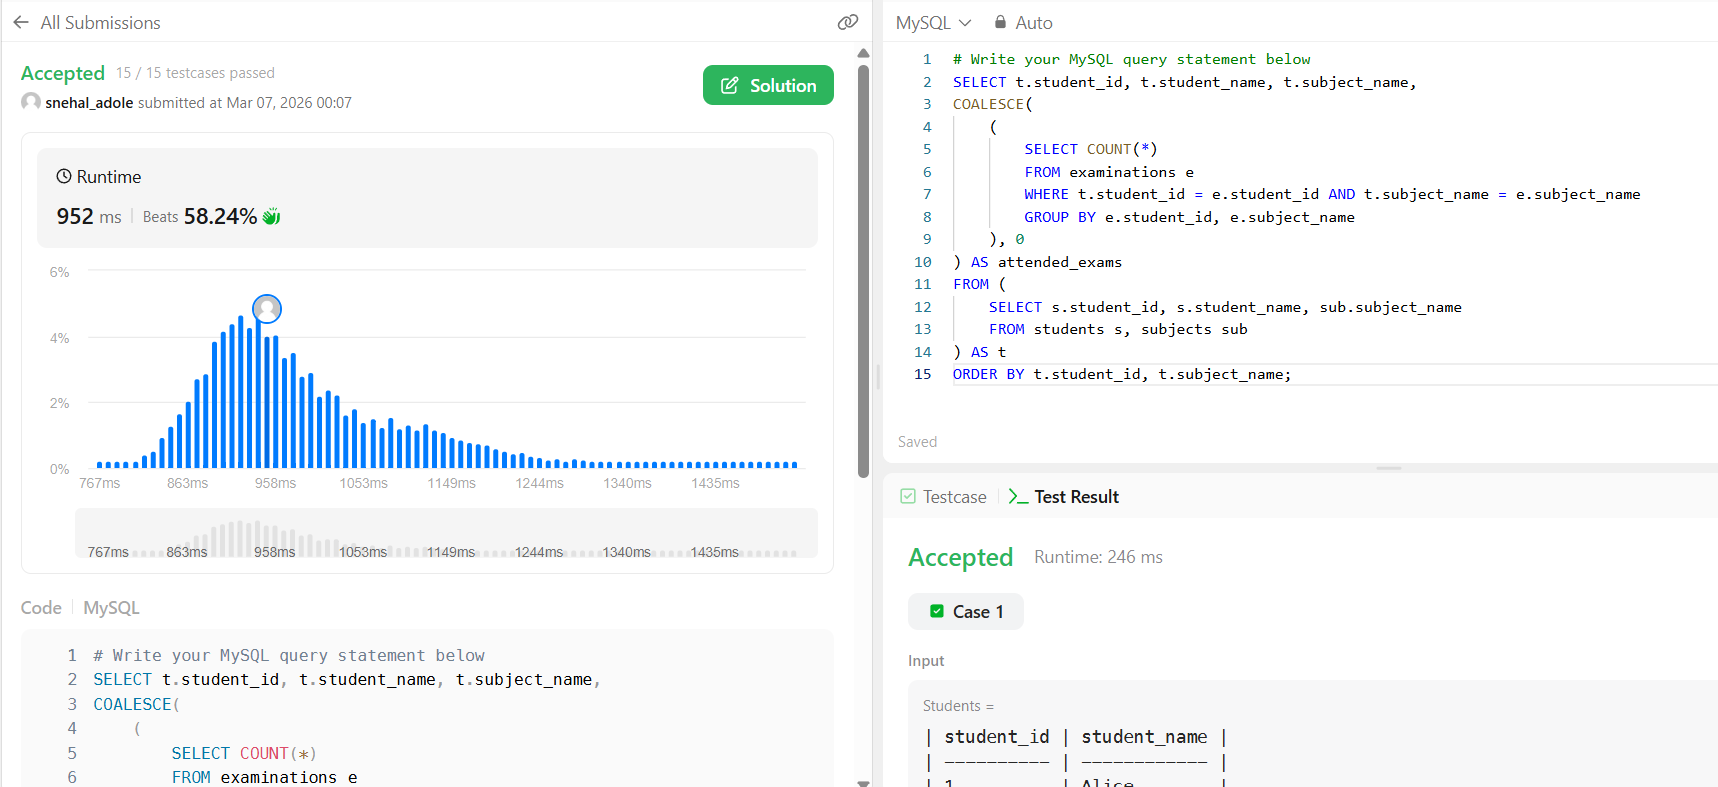 All Submissions
Accepted 15 / 15 testcases passed
snehal_adole submitted at Mar 07, 2026 00:07
Solution
Runtime
952 ms | Beats 58.24%
6%
4%
2%
0%
767ms 863ms 958ms 1053ms 1149ms 1244ms 1340ms 1435ms
767ms 863ms 958ms 1053ms 1149ms 1244ms 1340ms 1435ms
Code | MySQL
1 # Write your MySQL query statement below
2 SELECT t.student_id, t.student_name, t.subject_name,
3 COALESCE(
4     (
5         SELECT COUNT(*)
6         FROM examinations e
MySQL Auto
1 # Write your MySQL query statement below
2 SELECT t.student_id, t.student_name, t.subject_name,
3 COALESCE(
4     (
5         SELECT COUNT(*)
6         FROM examinations e
7         WHERE t.student_id = e.student_id AND t.subject_name = e.subject_name
8         GROUP BY e.student_id, e.subject_name
9     ), 0
10 ) AS attended_exams
11 FROM (
12     SELECT s.student_id, s.student_name, sub.subject_name
13     FROM students s, subjects sub
14 ) AS t
15 ORDER BY t.student_id, t.subject_name;
Saved
Testcase | Test Result
Accepted Runtime: 246 ms
Case 1
Input
Students =
| student_id | student_name |
| ---------- | ------------ |
| 1 | Alice |